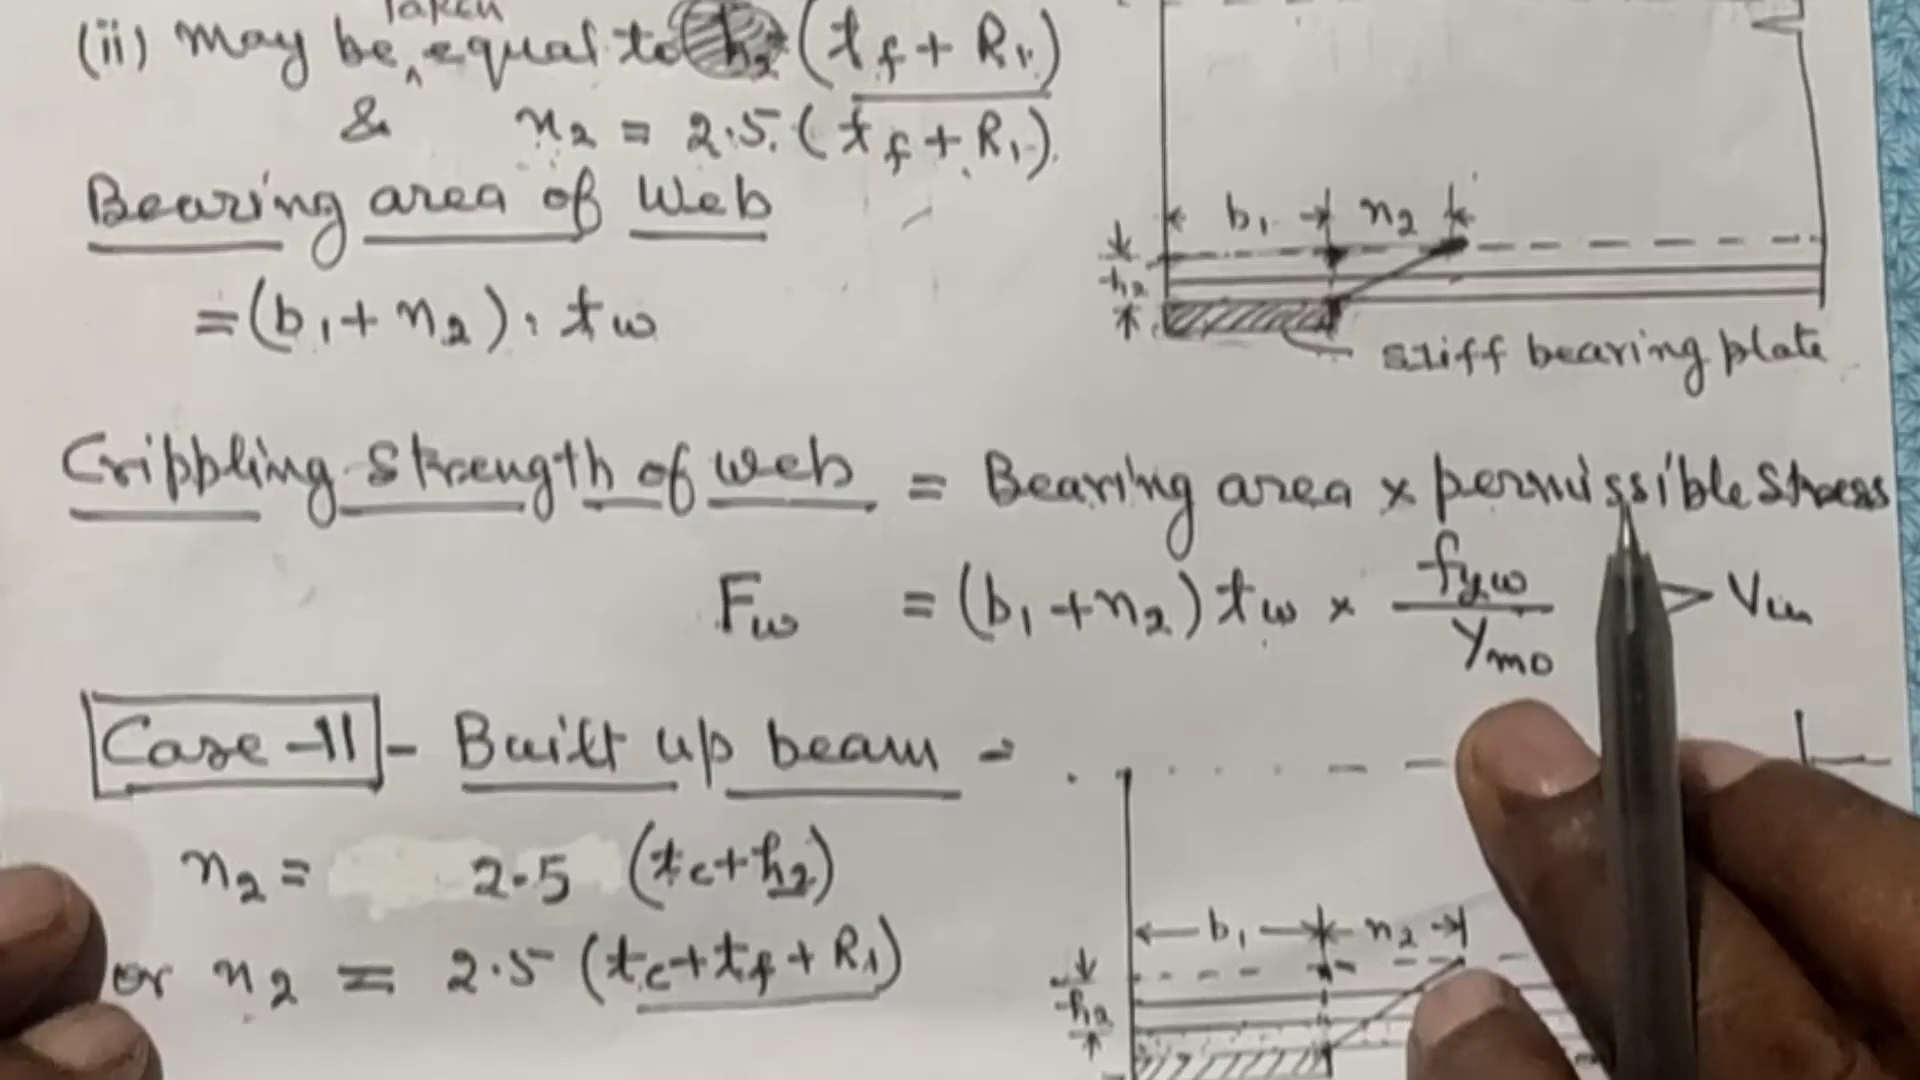 Taken
(ii) may be ^ equal to (tf + R1)
& n2 = 2.5. (tf + R1).
Bearing area of Web
= (b1 + n2). tw
b1 n2
h2
stiff bearing plate
Crippling strength of web = Bearing area × permissible stress
Fw = (b1 + n2) tw × fyw / γm0 > Vu
Case-II - Built up beam -
n2 = 2.5 (tc + h2)
or n2 = 2.5 (tc + tf + R1)
b1 n2
h2